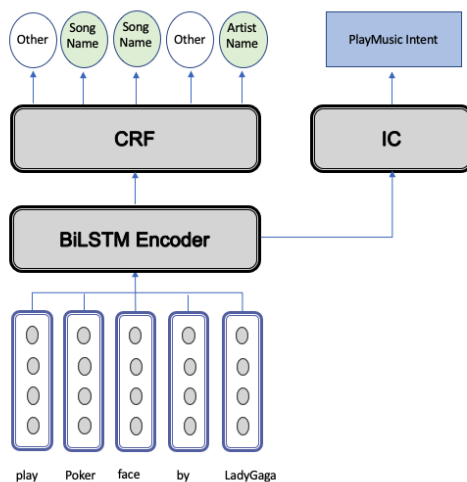 Other
Song
Name
Song
Name
Other
Artist
Name
PlayMusic Intent
CRF
IC
BiLSTM Encoder
play Poker face by LadyGaga